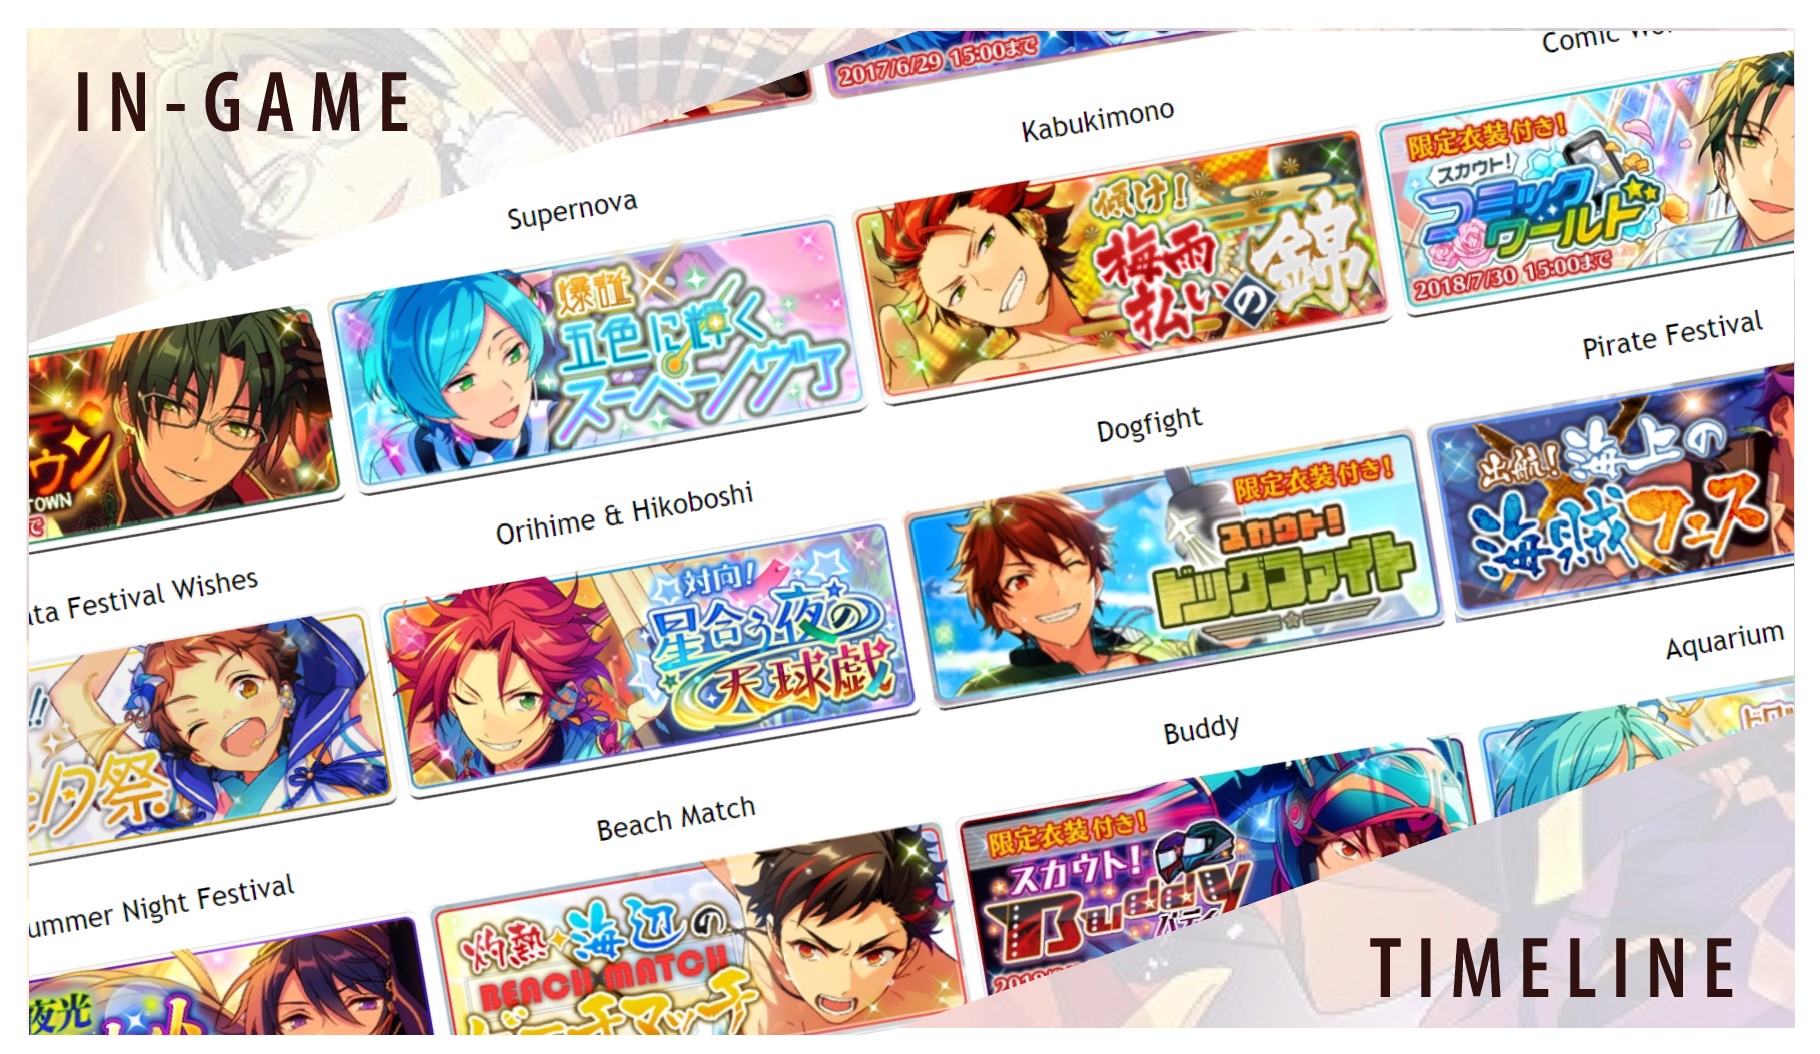 IN-GAME
2017/6/29 15:00まで
Comic
Kabukimono
Supernova
傾け!
梅雨
払いの錦
限定衣装付き!
スカウト!
コミック
ワールド
2018/7/30 15:00まで
爆誕
五色に輝く
スーパーノヴァ
ウン
TOWN
で
Pirate Festival
Dogfight
Orihime & Hikoboshi
ata Festival Wishes
出航! 海上の
海賊フェス
限定衣装付き!
スカウト!
ドッグファイト
対向!
星合う夜の
天球戯
!!
夕祭
Aquarium
Buddy
Beach Match
ummer Night Festival
限定衣装付き!
スカウト!
Buddy
バディ
灼熱 海辺の
BEACH MATCH
ビーチマッチ
夜光
TIMELINE